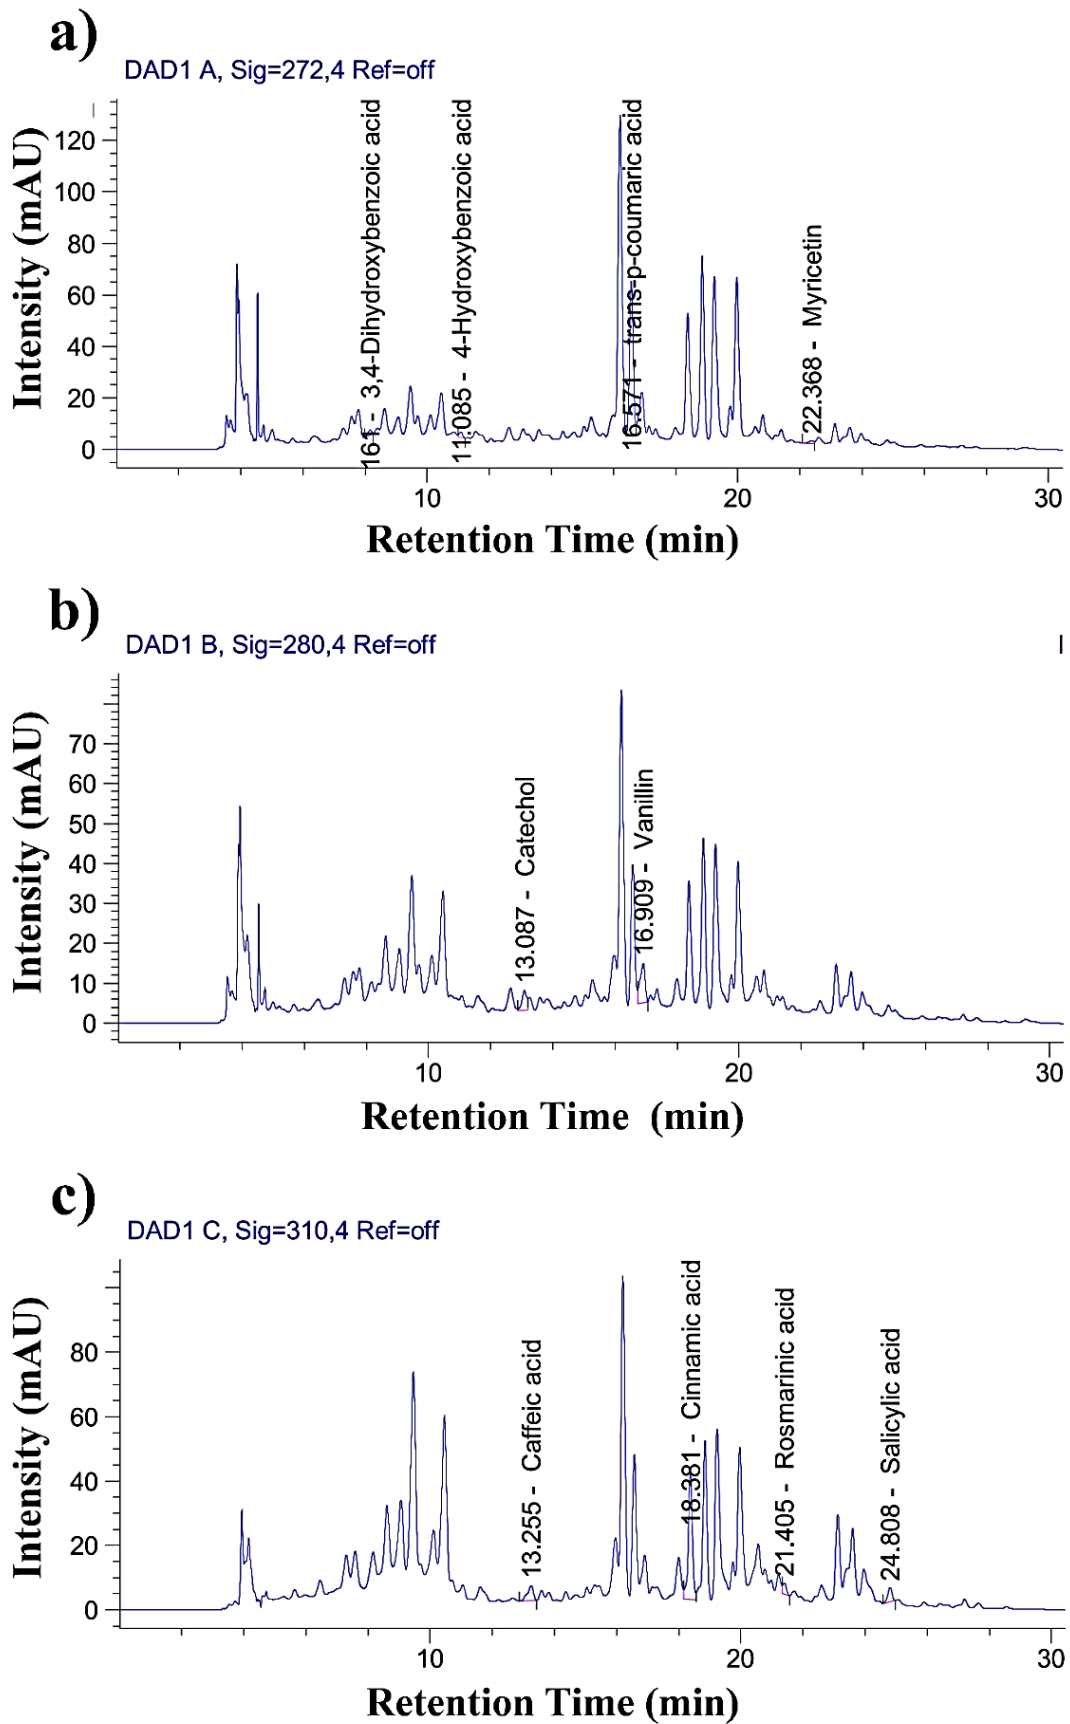 a)
DAD1 A, Sig=272,4 Ref=off
Intensity (mAU)
120
100
80
60
40
20
0
161 - 3,4-Dihydroxybenzoic acid
11.085 - 4-Hydroxybenzoic acid
16.571 - trans-p-coumaric acid
22.368 - Myricetin
10
20
30
Retention Time (min)
b)
DAD1 B, Sig=280,4 Ref=off
Intensity (mAU)
70
60
50
40
30
20
10
0
13.087 - Catechol
16.909 - Vanillin
10
20
30
Retention Time (min)
c)
DAD1 C, Sig=310,4 Ref=off
Intensity (mAU)
80
60
40
20
0
13.255 - Caffeic acid
18.381 - Cinnamic acid
21.405 - Rosmarinic acid
24.808 - Salicylic acid
10
20
30
Retention Time (min)